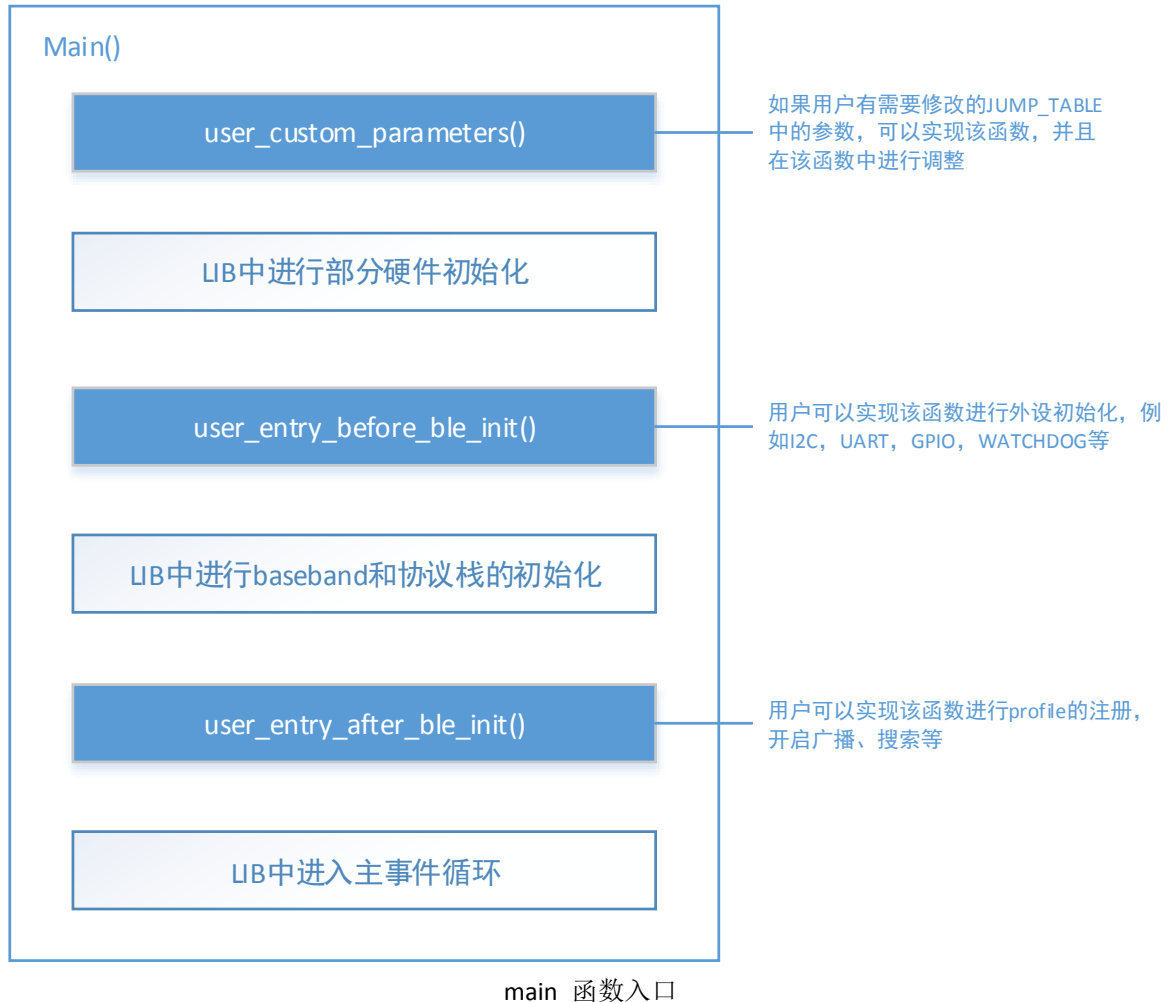 Main()
user_custom_parameters()
如果用户有需要修改的JUMP_TABLE
中的参数，可以实现该函数，并且
在该函数中进行调整
LIB中进行部分硬件初始化
user_entry_before_ble_init()
用户可以实现该函数进行外设初始化，例
如I2C，UART，GPIO，WATCHDOG等
LIB中进行baseband和协议栈的初始化
user_entry_after_ble_init()
用户可以实现该函数进行profile的注册，
开启广播、搜索等
LIB中进入主事件循环
main 函数入口